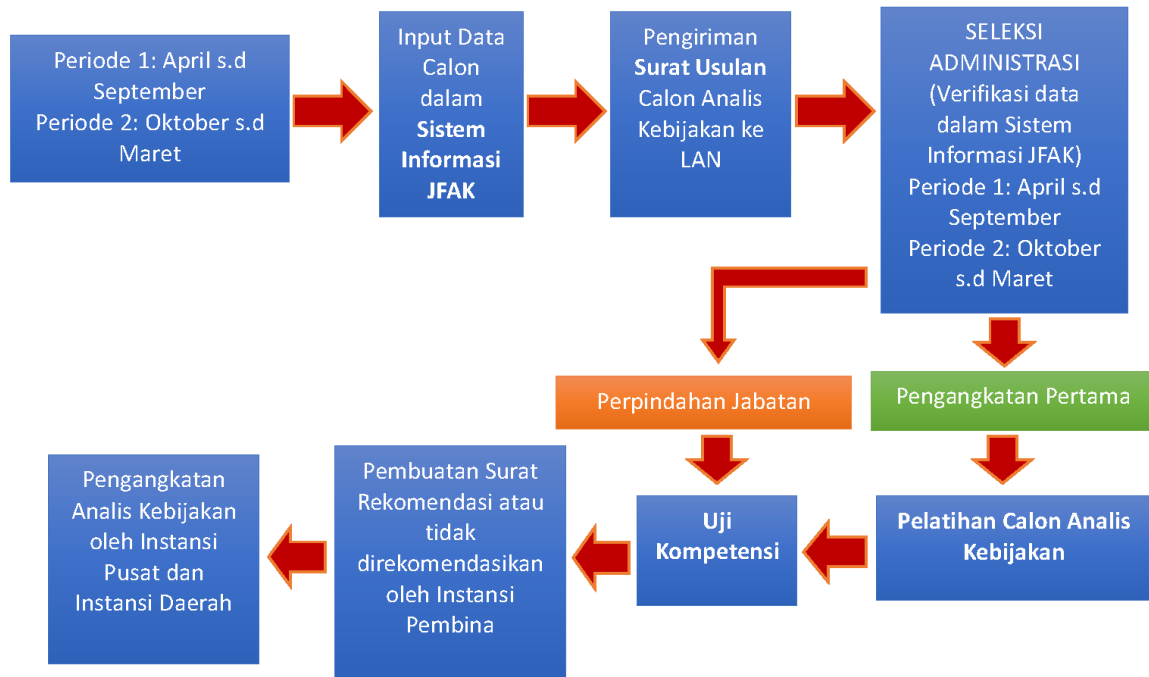 Periode 1: April s.d
September
Periode 2: Oktober s.d
Maret
Input Data
Calon
dalam
Sistem
Informasi
JFAK
Pengiriman
Surat Usulan
Calon Analis
Kebijakan ke
LAN
SELEKSI
ADMINISTRASI
(Verifikasi data
dalam Sistem
Informasi JFAK)
Periode 1: April s.d
September
Periode 2: Oktober
s.d Maret
Perpindahan Jabatan
Pengangkatan Pertama
Pelatihan Calon Analis
Kebijakan
Uji
Kompetensi
Pembuatan Surat
Rekomendasi atau
tidak
direkomendasikan
oleh Instansi
Pembina
Pengangkatan
Analis Kebijakan
oleh Instansi
Pusat dan
Instansi Daerah